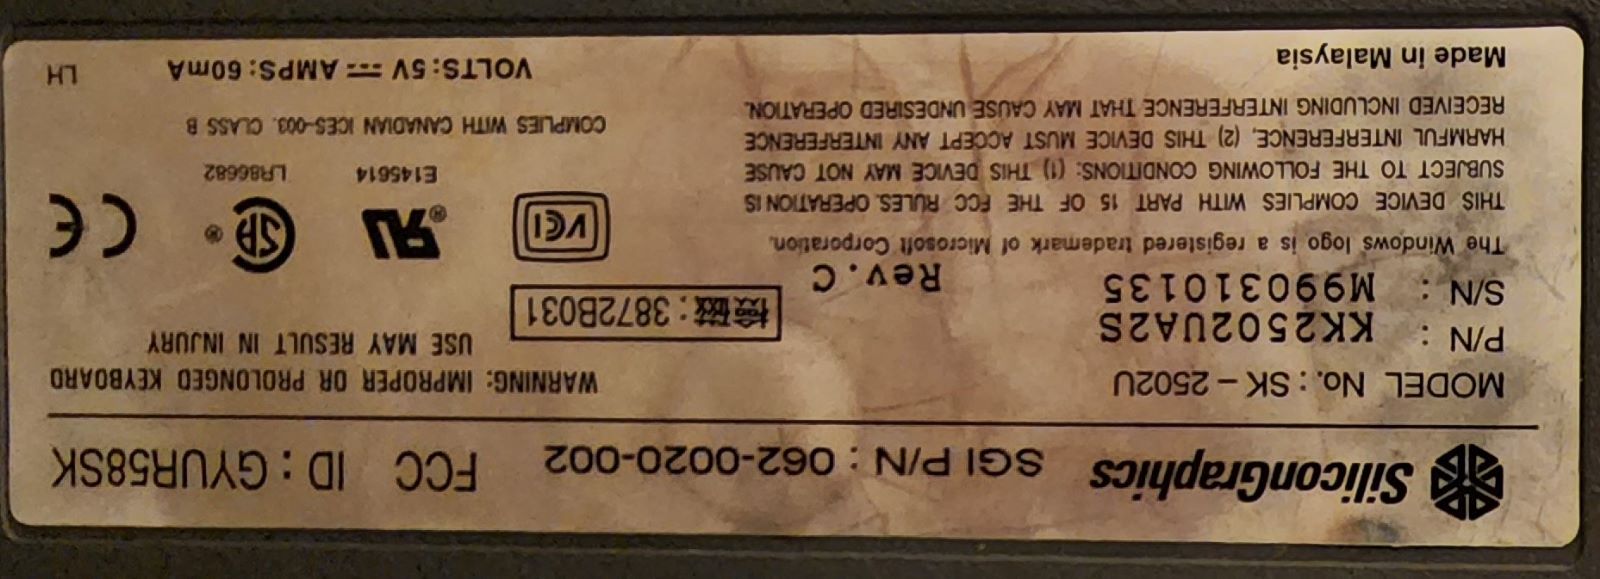 SiliconGraphics SGI P/N : 062-0020-002 FCC ID : GYUR58SK
MODEL No. : SK – 2502U
P/N : KK2502UA2S
S/N : M990310135
Rev.C
WARNING: IMPROPER OR PROLONGED KEYBOARD
USE MAY RESULT IN INJURY
檢磁 : 3872B031
The Windows logo is a registered trademark of Microsoft Corporation.
THIS DEVICE COMPLIES WITH PART 15 OF THE FCC RULES. OPERATION IS
SUBJECT TO THE FOLLOWING CONDITIONS: (1) THIS DEVICE MAY NOT CAUSE
HARMFUL INTERFERENCE, (2) THIS DEVICE MUST ACCEPT ANY INTERFERENCE
RECEIVED INCLUDING INTERFERENCE THAT MAY CAUSE UNDESIRED OPERATION.
Made in Malaysia
VCI
RU®
SA®
CE
E145614
LR86682
COMPLIES WITH CANADIAN ICES-003. CLASS B
VOLTS: 5V ⎓ AMPS: 60mA
LH